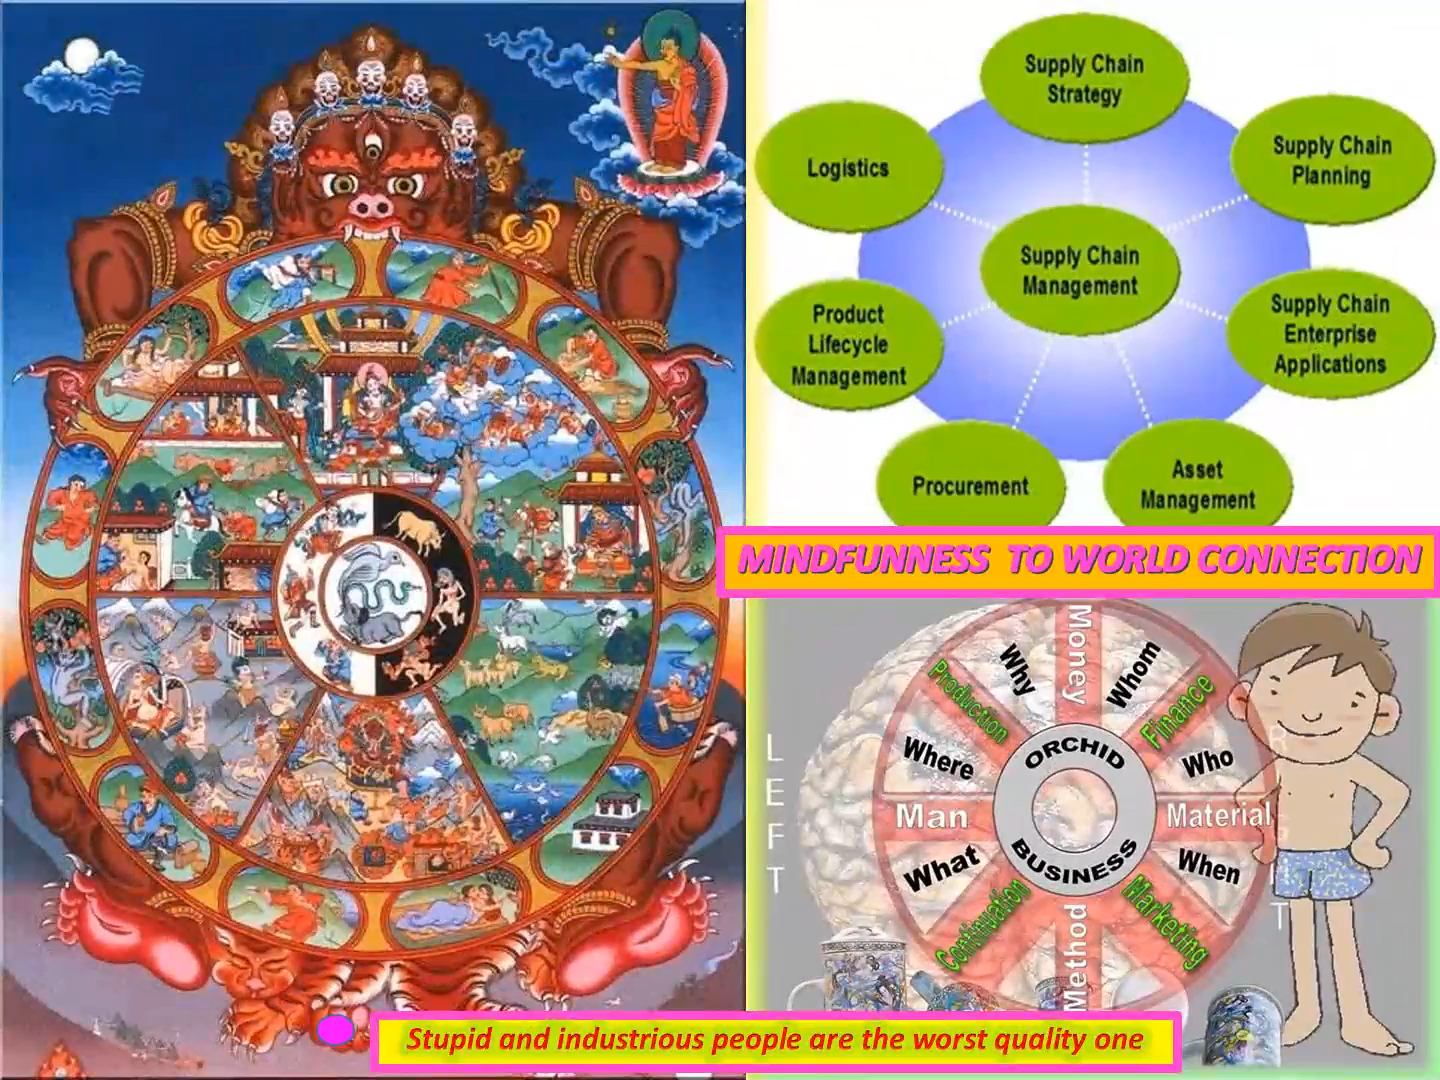 Supply Chain
Strategy
Logistics
Supply Chain
Planning
Supply Chain
Management
Product
Lifecycle
Management
Supply Chain
Enterprise
Applications
Procurement
Asset
Management
MINDFUNNESS TO WORLD CONNECTION
Money
Why
Whom
Production
Finance
Where
Who
ORCHID
BUSINESS
Man
Material
What
When
Continuation
Marketing
Method
LEFT
Stupid and industrious people are the worst quality one